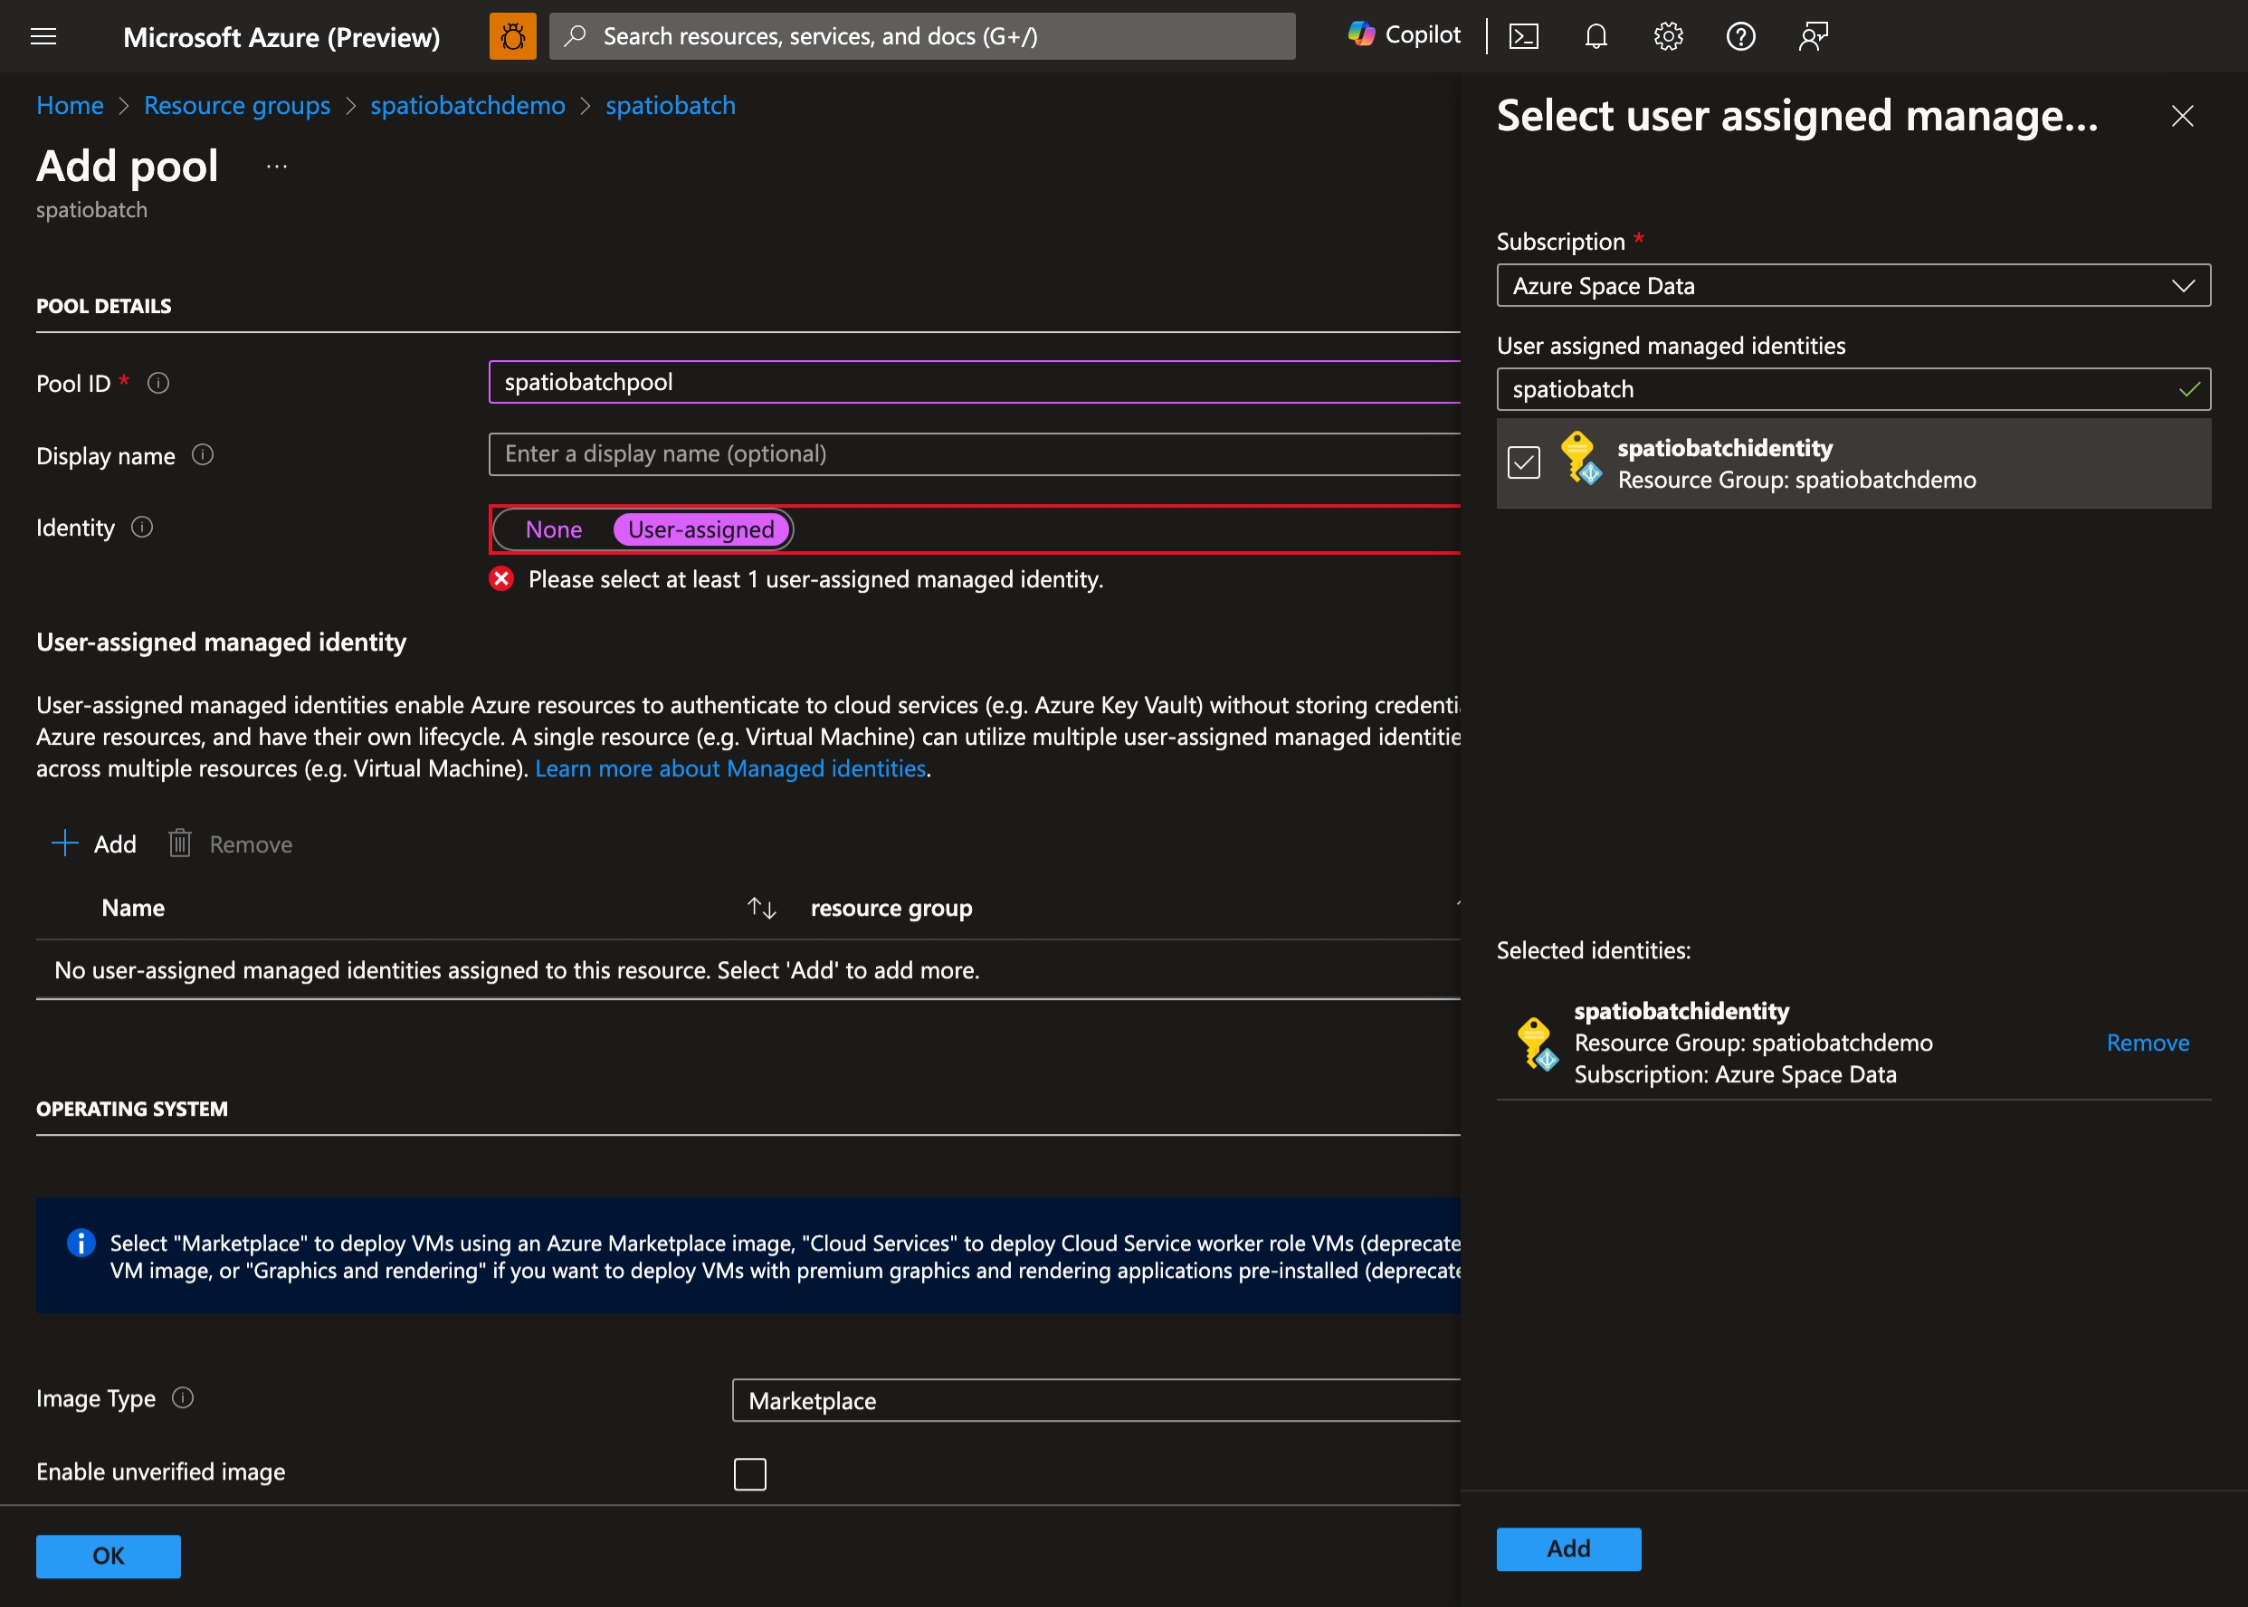 Microsoft Azure (Preview)
Search resources, services, and docs (G+/)
Copilot
Home > Resource groups > spatiobatchdemo > spatiobatch
Add pool ...
spatiobatch
POOL DETAILS
Pool ID *
spatiobatchpool
Display name
Enter a display name (optional)
Identity
None
User-assigned
Please select at least 1 user-assigned managed identity.
User-assigned managed identity
User-assigned managed identities enable Azure resources to authenticate to cloud services (e.g. Azure Key Vault) without storing
Azure resources, and have their own lifecycle. A single resource (e.g. Virtual Machine) can utilize multiple user-assigned managed
across multiple resources (e.g. Virtual Machine). Learn more about Managed identities.
Add
Remove
Name
resource group
No user-assigned managed identities assigned to this resource. Select 'Add' to add more.
OPERATING SYSTEM
Select "Marketplace" to deploy VMs using an Azure Marketplace image, "Cloud Services" to deploy Cloud Service worker role VMs
VM image, or "Graphics and rendering" if you want to deploy VMs with premium graphics and rendering applications pre-installed
Image Type
Marketplace
Enable unverified image
OK
Select user assigned manage...
Subscription *
Azure Space Data
User assigned managed identities
spatiobatch
spatiobatchidentity
Resource Group: spatiobatchdemo
Selected identities:
spatiobatchidentity
Resource Group: spatiobatchdemo
Subscription: Azure Space Data
Remove
Add